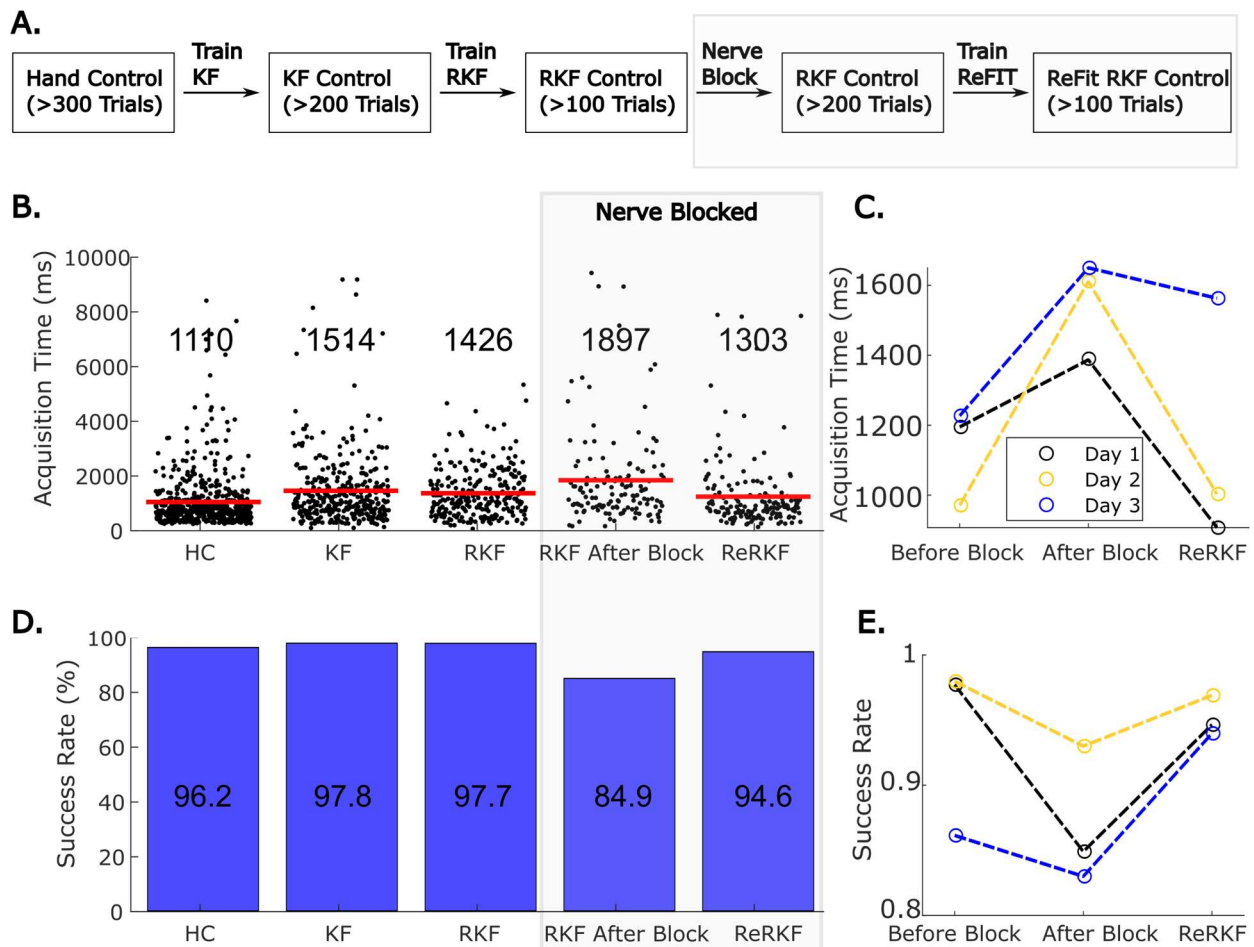 A.
Hand Control
(>300 Trials)
Train
KF
KF Control
(>200 Trials)
Train
RKF
RKF Control
(>100 Trials)
Nerve
Block
RKF Control
(>200 Trials)
Train
ReFIT
ReFit RKF Control
(>100 Trials)
B.
Nerve Blocked
Acquisition Time (ms)
10000
8000
6000
4000
2000
0
1110
1514
1426
1897
1303
HC
KF
RKF
RKF After Block
ReRKF
C.
Acquisition Time (ms)
1600
1400
1200
1000
Day 1
Day 2
Day 3
Before Block
After Block
ReRKF
D.
Success Rate (%)
100
80
60
40
20
0
96.2
97.8
97.7
84.9
94.6
HC
KF
RKF
RKF After Block
ReRKF
E.
Success Rate
1
0.9
0.8
Before Block
After Block
ReRKF